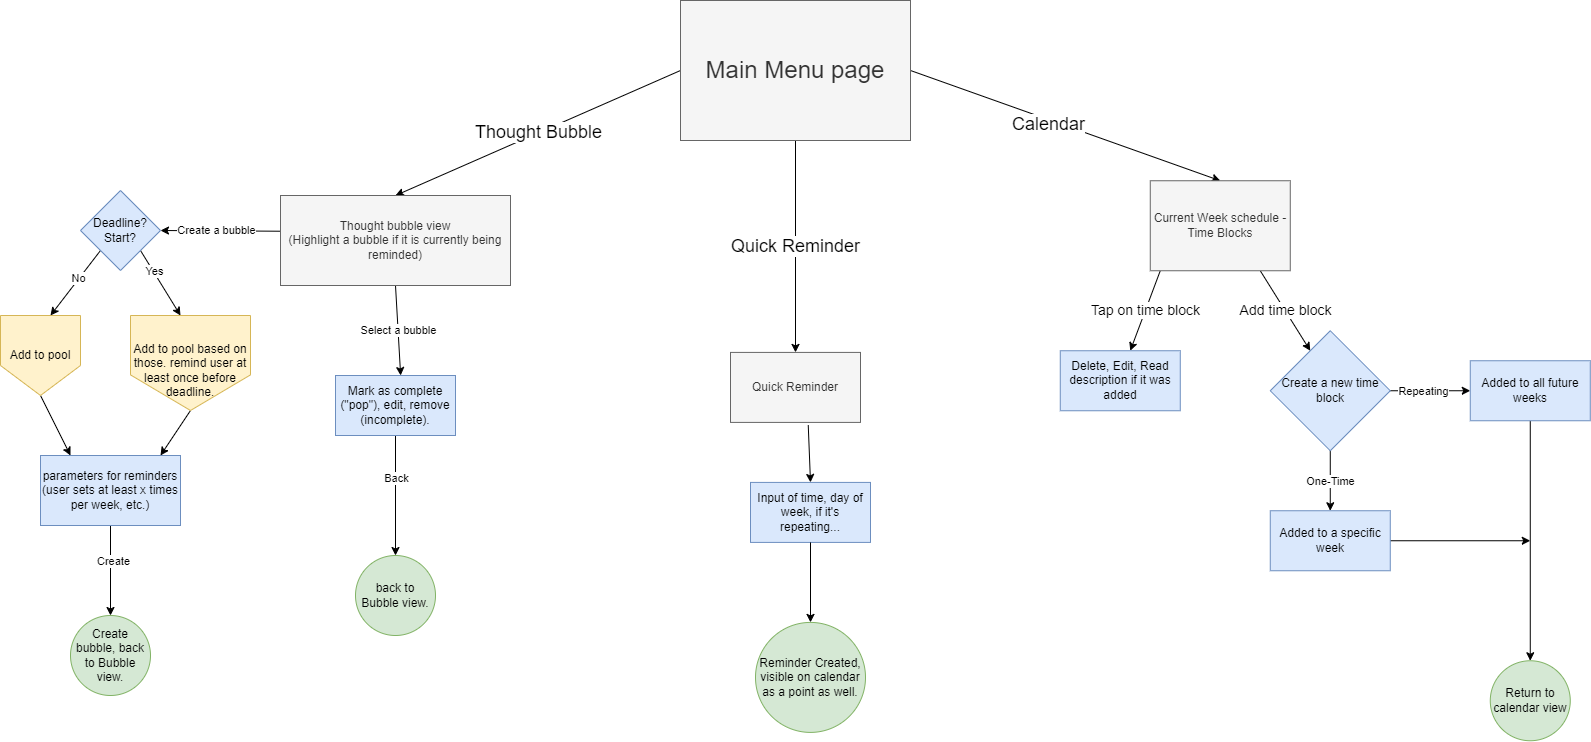 Main Menu page
Thought Bubble
Calendar
Quick Reminder
Deadline?
Start?
Create a bubble
Thought bubble view
(Highlight a bubble if it is currently being
reminded)
No
Yes
Add to pool
Add to pool based on
those. remind user at
least once before
deadline.
parameters for reminders
(user sets at least x times
per week, etc.)
Create
Create
bubble, back
to Bubble
view.
Select a bubble
Mark as complete
("pop"), edit, remove
(incomplete).
Back
back to
Bubble view.
Quick Reminder
Input of time, day of
week, if it's
repeating...
Reminder Created,
visible on calendar
as a point as well.
Current Week schedule -
Time Blocks
Tap on time block
Add time block
Delete, Edit, Read
description if it was
added
Create a new time
block
Repeating
Added to all future
weeks
One-Time
Added to a specific
week
Return to
calendar view